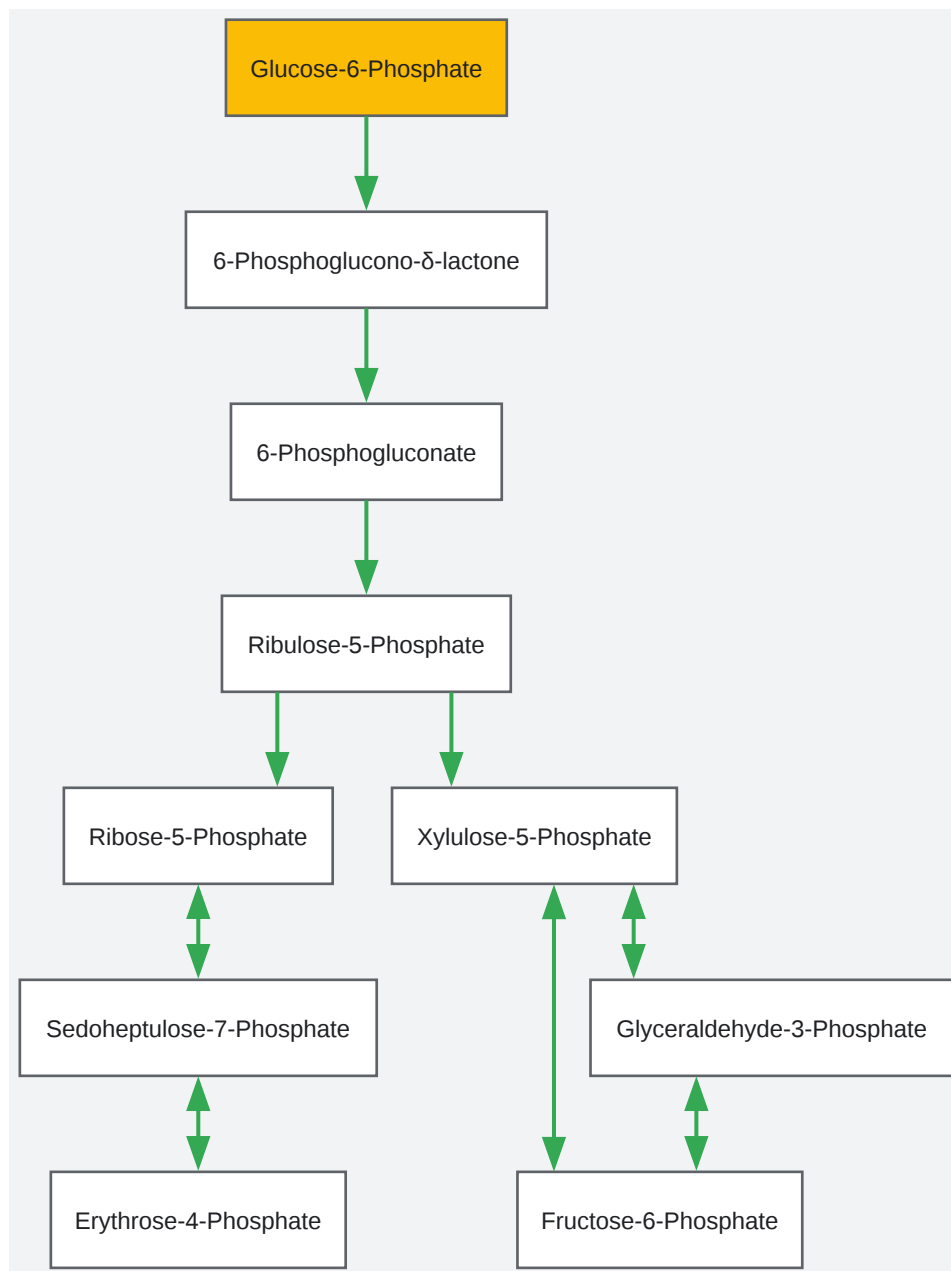 Glucose-6-Phosphate
6-Phosphoglucono-δ-lactone
6-Phosphogluconate
Ribulose-5-Phosphate
Ribose-5-Phosphate
Xylulose-5-Phosphate
Sedoheptulose-7-Phosphate
Glyceraldehyde-3-Phosphate
Erythrose-4-Phosphate
Fructose-6-Phosphate